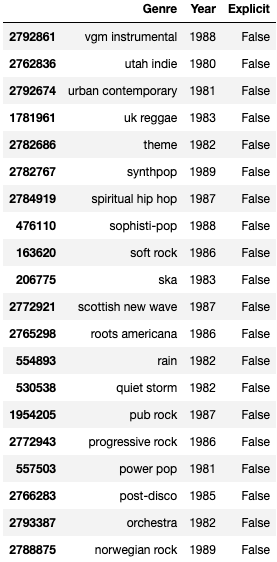 Genre Year Explicit
2792861 vgm instrumental 1988 False
2762836 utah indie 1980 False
2792674 urban contemporary 1981 False
1781961 uk reggae 1983 False
2782686 theme 1982 False
2782767 synthpop 1989 False
2784919 spiritual hip hop 1987 False
476110 sophisti-pop 1988 False
163620 soft rock 1986 False
206775 ska 1983 False
2772921 scottish new wave 1987 False
2765298 roots americana 1986 False
554893 rain 1982 False
530538 quiet storm 1982 False
1954205 pub rock 1987 False
2772943 progressive rock 1986 False
557503 power pop 1981 False
2766283 post-disco 1985 False
2793387 orchestra 1982 False
2788875 norwegian rock 1989 False